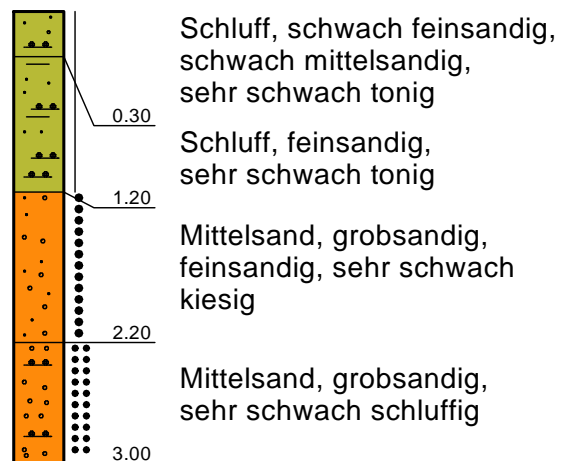 Schluff, schwach feinsandig,
schwach mittelsandig,
sehr schwach tonig
0.30
Schluff, feinsandig,
sehr schwach tonig
1.20
Mittelsand, grobsandig,
feinsandig, sehr schwach
kiesig
2.20
Mittelsand, grobsandig,
sehr schwach schluffig
3.00